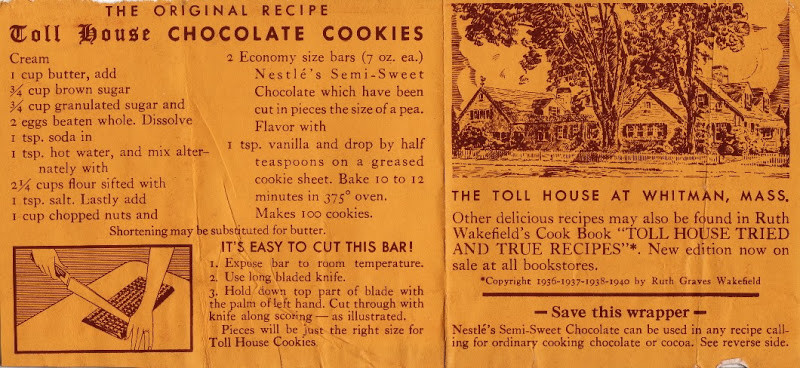 THE ORIGINAL RECIPE
Toll House CHOCOLATE COOKIES
Cream
1 cup butter, add
¾ cup brown sugar
¾ cup granulated sugar and
2 eggs beaten whole. Dissolve
1 tsp. soda in
1 tsp. hot water, and mix alter-
nately with
2¼ cups flour sifted with
1 tsp. salt. Lastly add
1 cup chopped nuts and
2 Economy size bars (7 oz. ea.)
Nestlé's Semi-Sweet
Chocolate which have been
cut in pieces the size of a pea.
Flavor with
1 tsp. vanilla and drop by half
teaspoons on a greased
cookie sheet. Bake 10 to 12
minutes in 375° oven.
Makes 100 cookies.
Shortening may be substituted for butter.
IT'S EASY TO CUT THIS BAR!
1. Expose bar to room temperature.
2. Use long bladed knife.
3. Hold down top part of blade with
the palm of left hand. Cut through with
knife along scoring — as illustrated.
Pieces will be just the right size for
Toll House Cookies
THE TOLL HOUSE AT WHITMAN, MASS.
Other delicious recipes may also be found in Ruth
Wakefield's Cook Book "TOLL HOUSE TRIED
AND TRUE RECIPES"*. New edition now on
sale at all bookstores.
*Copyright 1936-1937-1938-1940 by Ruth Graves Wakefield
— Save this wrapper —
Nestlé's Semi-Sweet Chocolate can be used in any recipe call-
ing for ordinary cooking chocolate or cocoa. See reverse side.